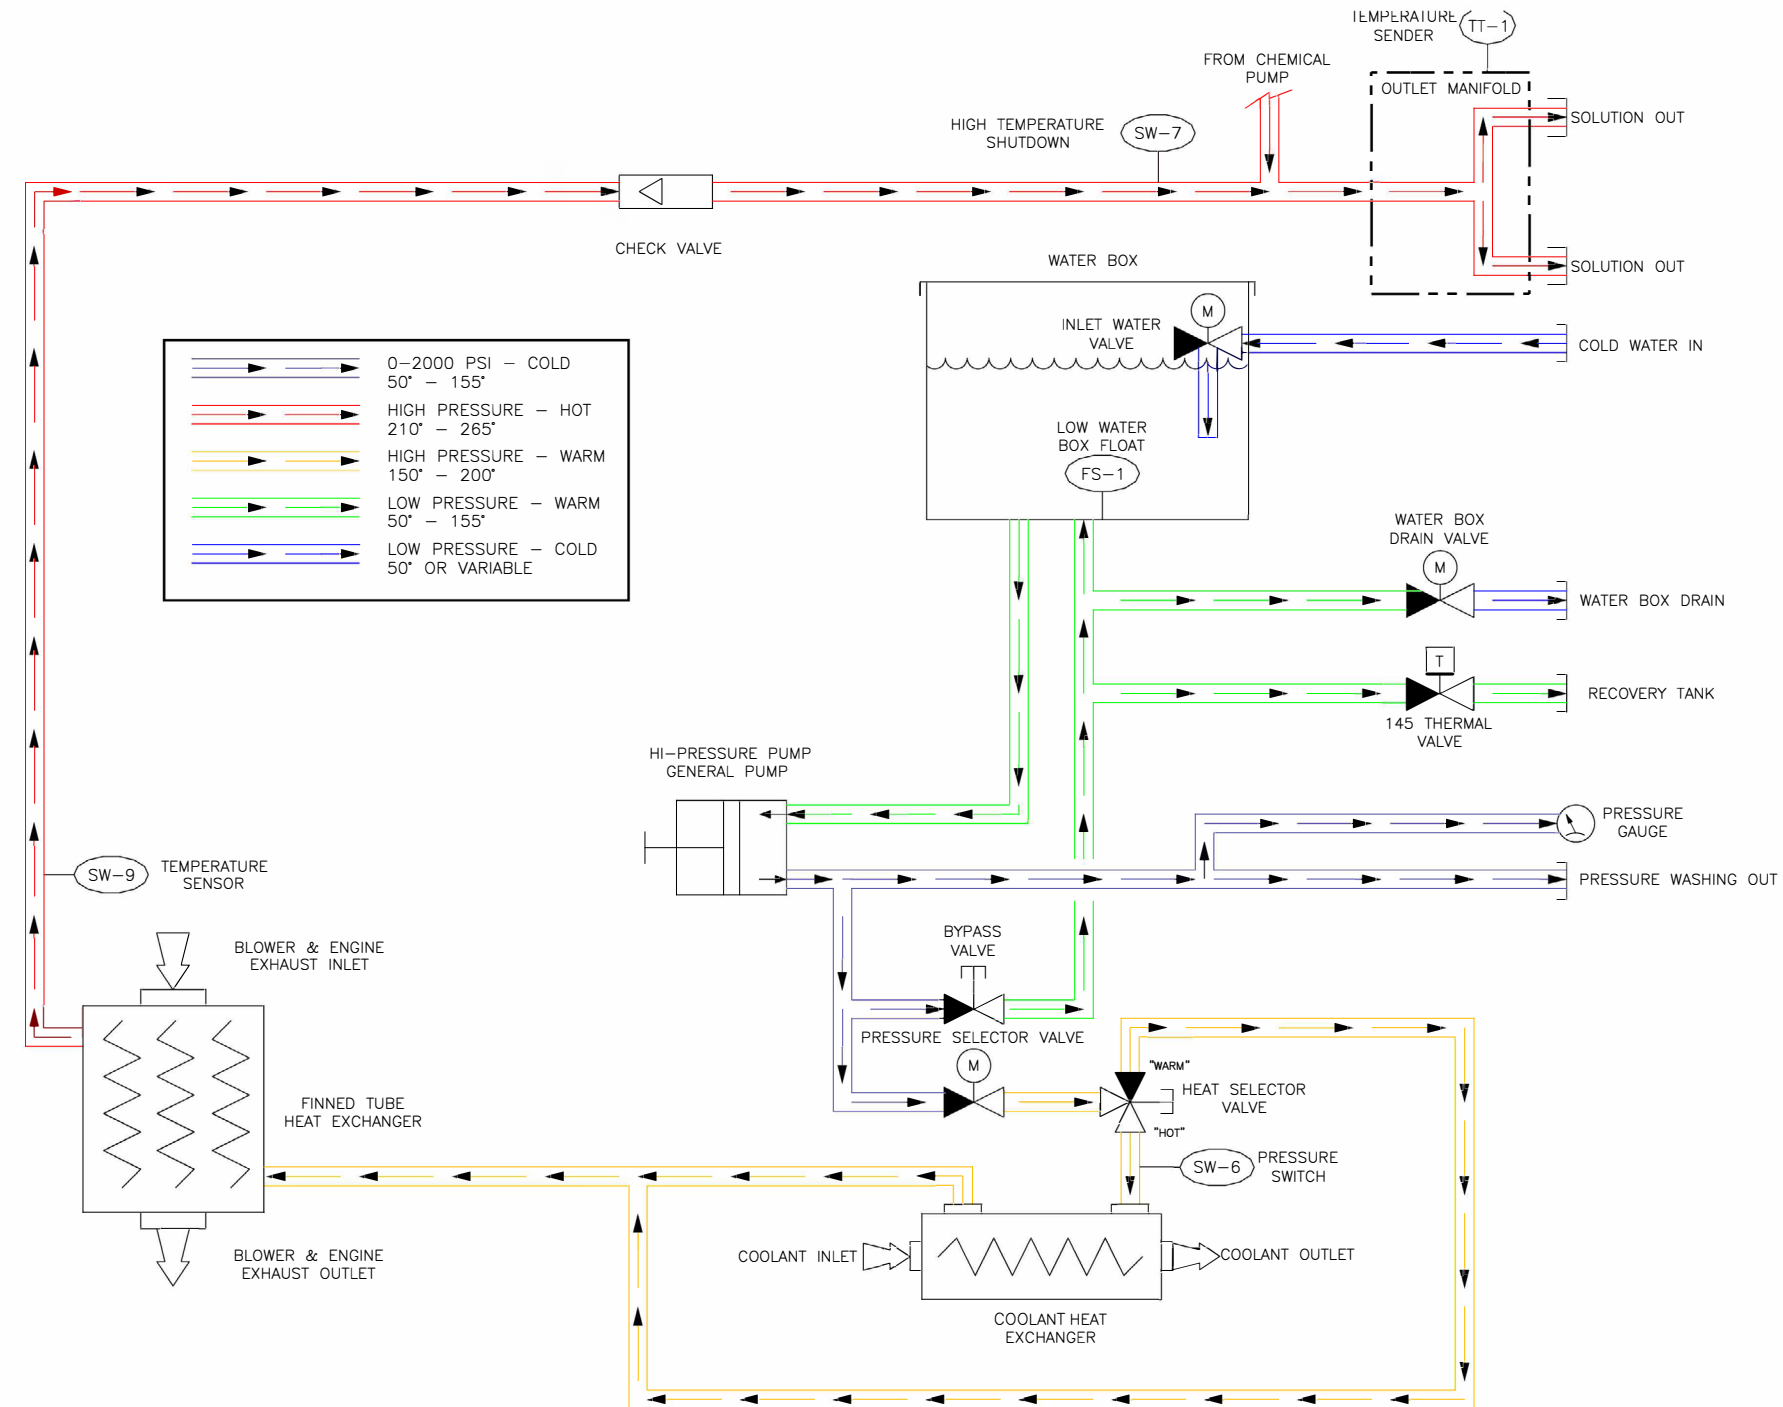 TEMPERATURE
SENDER
TT-1
FROM CHEMICAL
PUMP
OUTLET MANIFOLD
SOLUTION OUT
HIGH TEMPERATURE
SHUTDOWN
SW-7
CHECK VALVE
SOLUTION OUT
WATER BOX
M
INLET WATER
VALVE
COLD WATER IN
0-2000 PSI - COLD
50° - 155°
HIGH PRESSURE - HOT
210° - 265°
HIGH PRESSURE - WARM
150° - 200°
LOW PRESSURE - WARM
50° - 155°
LOW PRESSURE - COLD
50° OR VARIABLE
LOW WATER
BOX FLOAT
FS-1
WATER BOX
DRAIN VALVE
M
WATER BOX DRAIN
T
RECOVERY TANK
145 THERMAL
VALVE
HI-PRESSURE PUMP
GENERAL PUMP
PRESSURE
GAUGE
SW-9
TEMPERATURE
SENSOR
PRESSURE WASHING OUT
BLOWER & ENGINE
EXHAUST INLET
BYPASS
VALVE
PRESSURE SELECTOR VALVE
M
"WARM"
HEAT SELECTOR
VALVE
"HOT"
FINNED TUBE
HEAT EXCHANGER
SW-6
PRESSURE
SWITCH
BLOWER & ENGINE
EXHAUST OUTLET
COOLANT INLET
COOLANT OUTLET
COOLANT HEAT
EXCHANGER